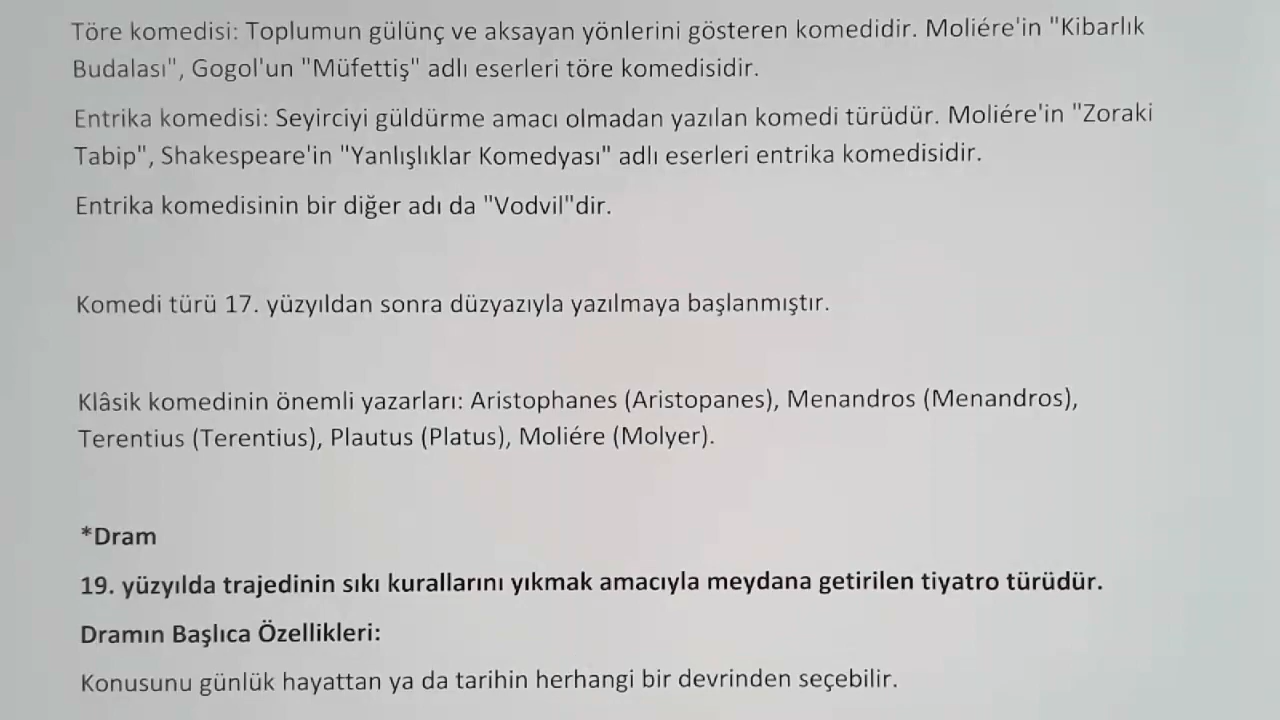 Töre komedisi: Toplumun gülünç ve aksayan yönlerini gösteren komedidir. Moliére'in "Kibarlık
Budalası", Gogol'un "Müfettiş" adlı eserleri töre komedisidir.
Entrika komedisi: Seyirciyi güldürme amacı olmadan yazılan komedi türüdür. Moliére'in "Zoraki
Tabip", Shakespeare'in "Yanlışlıklar Komedyası" adlı eserleri entrika komedisidir.
Entrika komedisinin bir diğer adı da "Vodvil"dir.
Komedi türü 17. yüzyıldan sonra düzyazıyla yazılmaya başlanmıştır.
Klâsik komedinin önemli yazarları: Aristophanes (Aristopanes), Menandros (Menandros),
Terentius (Terentius), Plautus (Platus), Moliére (Molyer).
*Dram
19. yüzyılda trajedinin sıkı kurallarını yıkmak amacıyla meydana getirilen tiyatro türüdür.
Dramın Başlıca Özellikleri:
Konusunu günlük hayattan ya da tarihin herhangi bir devrinden seçebilir.